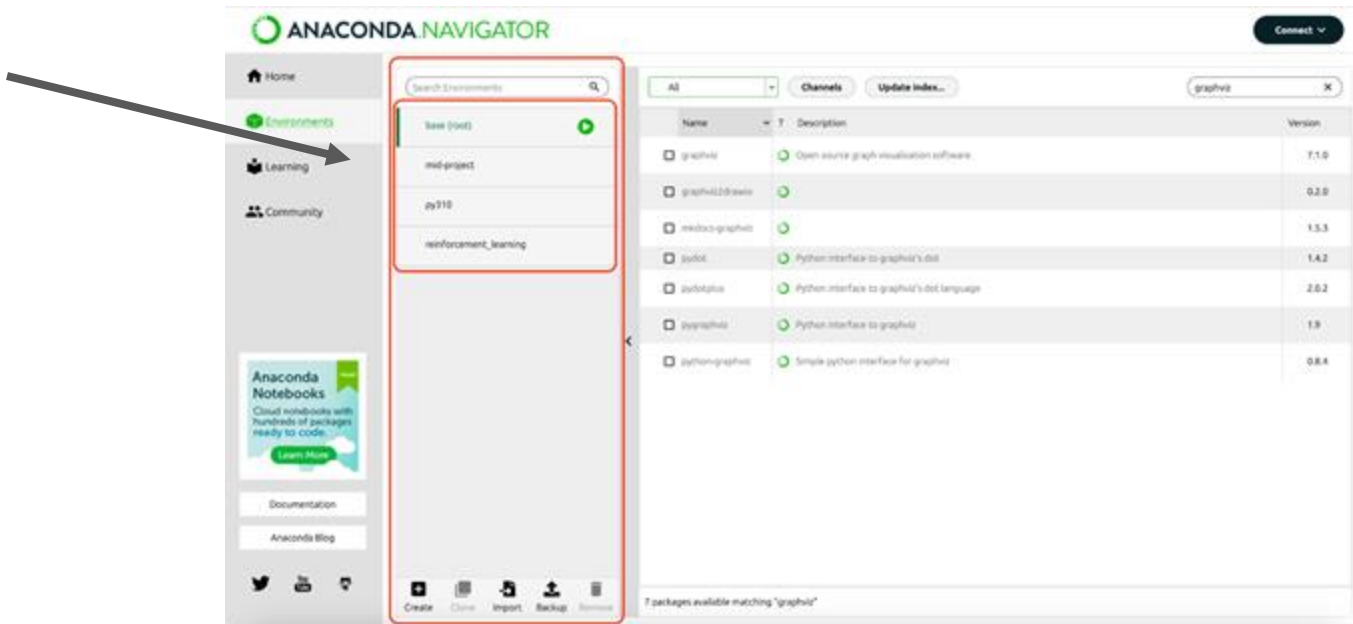 ANACONDA.NAVIGATOR
Connect
Home
Environments
Learning
Community
Anaconda
Notebooks
Cloud notebooks with
hundreds of packages
ready to code.
Learn More
Documentation
Anaconda Blog
Search Environments
base (root)
mid-project
py310
reinforcement_learning
Create Clone Import Backup Remove
All Channels Update index... graphviz
Name T Description Version
graphviz Open source graph visualization software. 7.1.0
graphviz2drawio 0.2.0
mkdocs-graphviz 1.5.3
pydot Python interface to graphviz's dot 1.4.2
pydotplus Python interface to graphviz's dot language 2.0.2
pygraphviz Python interface to graphviz 1.9
python-graphviz Simple python interface for graphviz 0.8.4
7 packages available matching "graphviz"